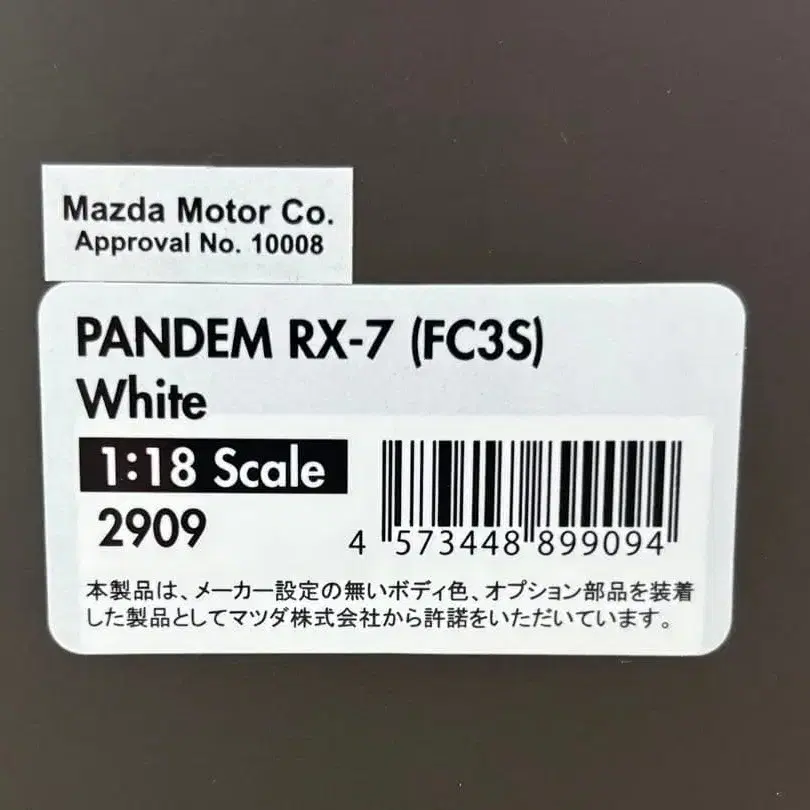 Mazda Motor Co.
Approval No. 10008
PANDEM RX-7 (FC3S)
White
1:18 Scale
2909
4 573448 899094
本製品は、メーカー設定の無いボディ色、オプション部品を装着
した製品としてマツダ株式会社から許諾をいただいています。